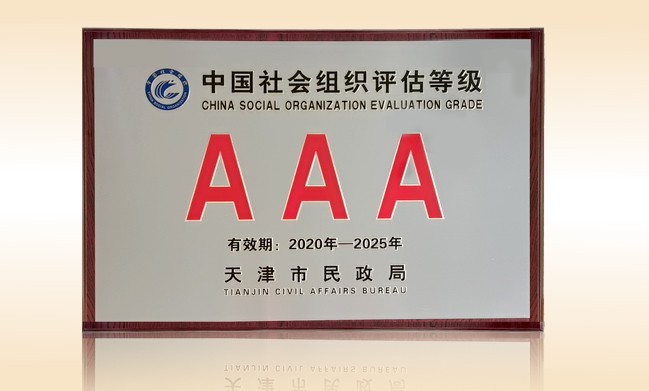 中国社会组织评估等级
CHINA SOCIAL ORGANIZATION EVALUATION GRADE
AAA
有效期：2020年—2025年
天津市民政局
TIANJIN CIVIL AFFAIRS BUREAU